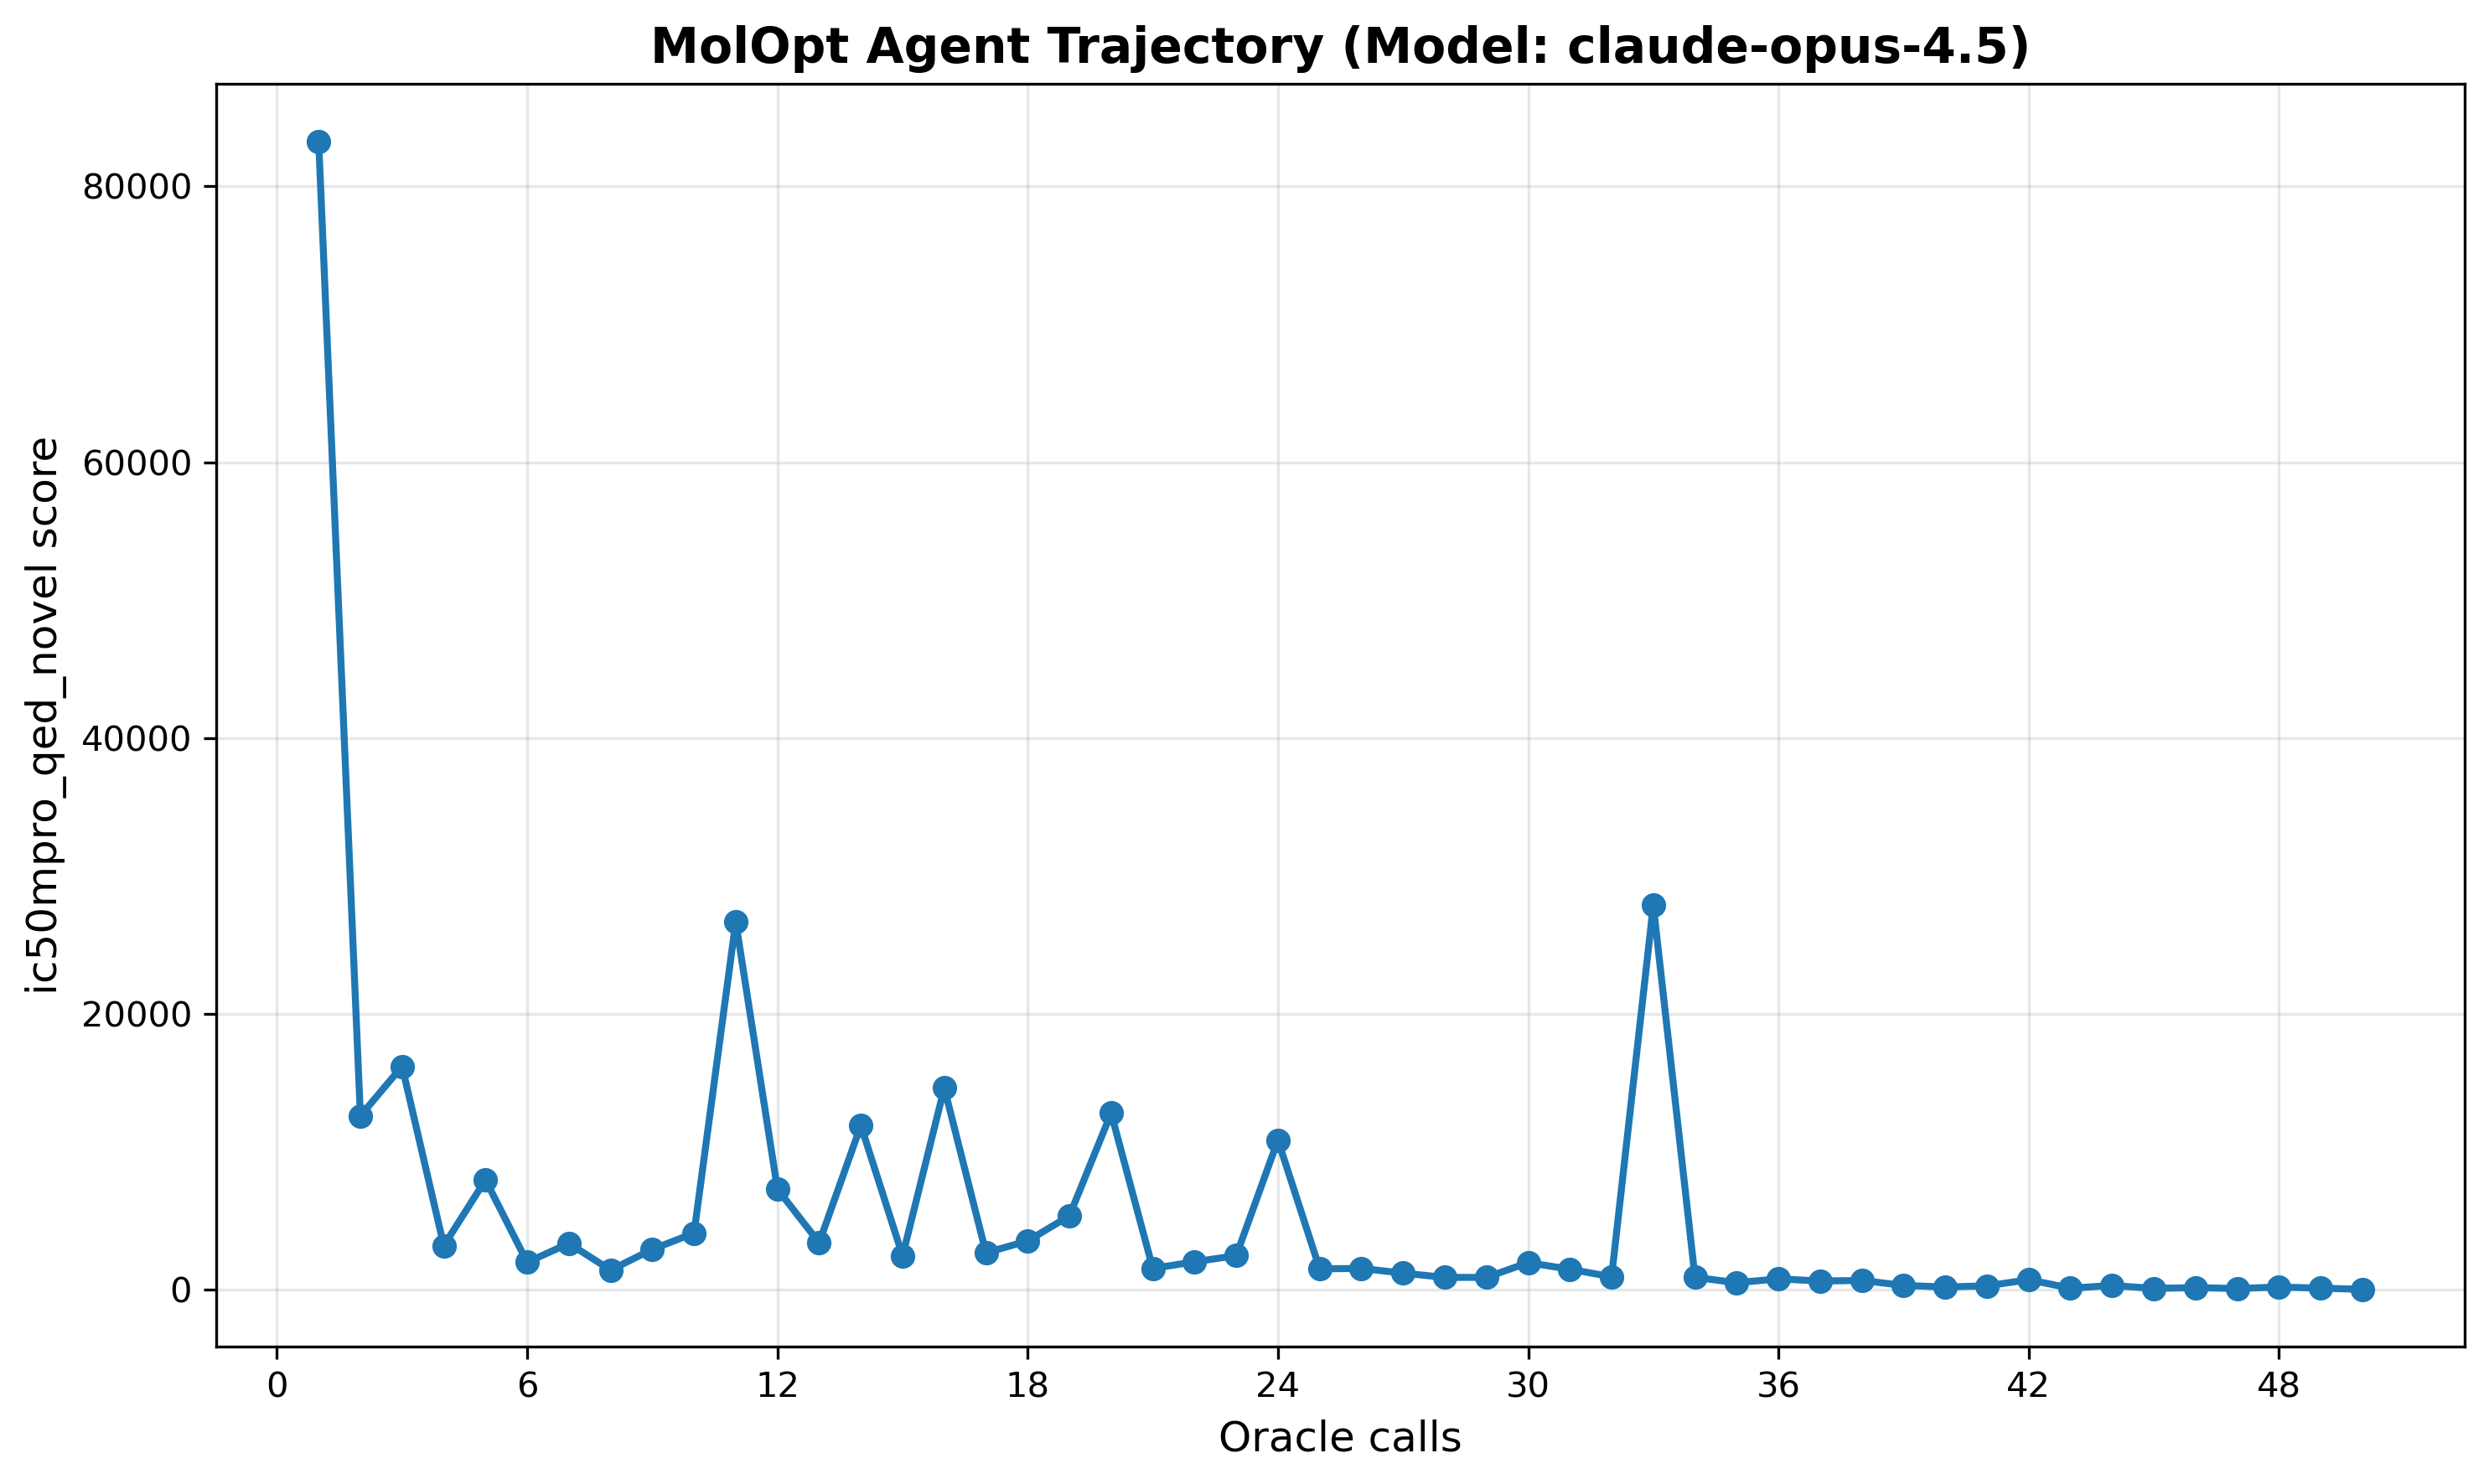 MolOpt Agent Trajectory (Model: claude-opus-4.5)
ic50mpro_qed_novel score
80000
60000
40000
20000
0
0 6 12 18 24 30 36 42 48
Oracle calls